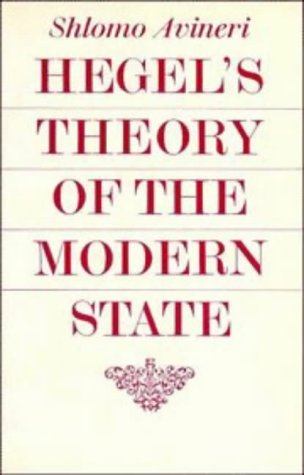 Shlomo Avineri
HEGEL'S
THEORY
OF THE
MODERN
STATE